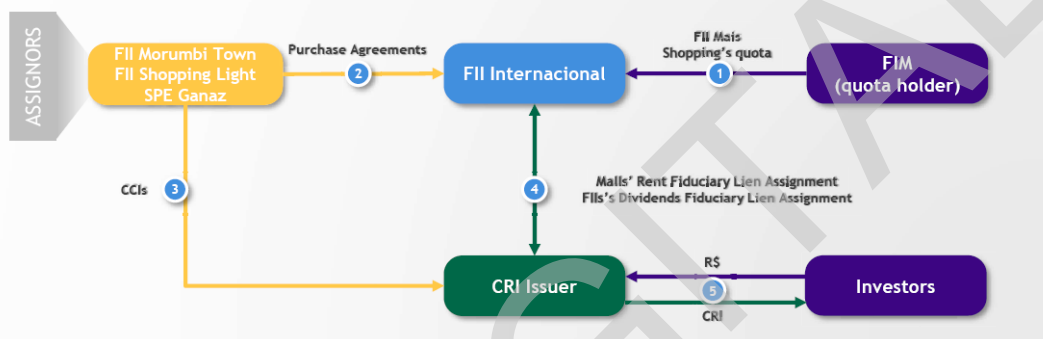 ASSIGNORS
FII Morumbi Town
FII Shopping Light
SPE Ganaz
Purchase Agreements
2
FII Internacional
FII Msis
Shopping's quota
1
FIM
(quota holder)
CCIs
3
4
Malls' Rent Fiduciary Lien Assignment
FIIs's Dividends Fiduciary Lien Assignment
CRI Issuer
R$
5
CRI
Investors